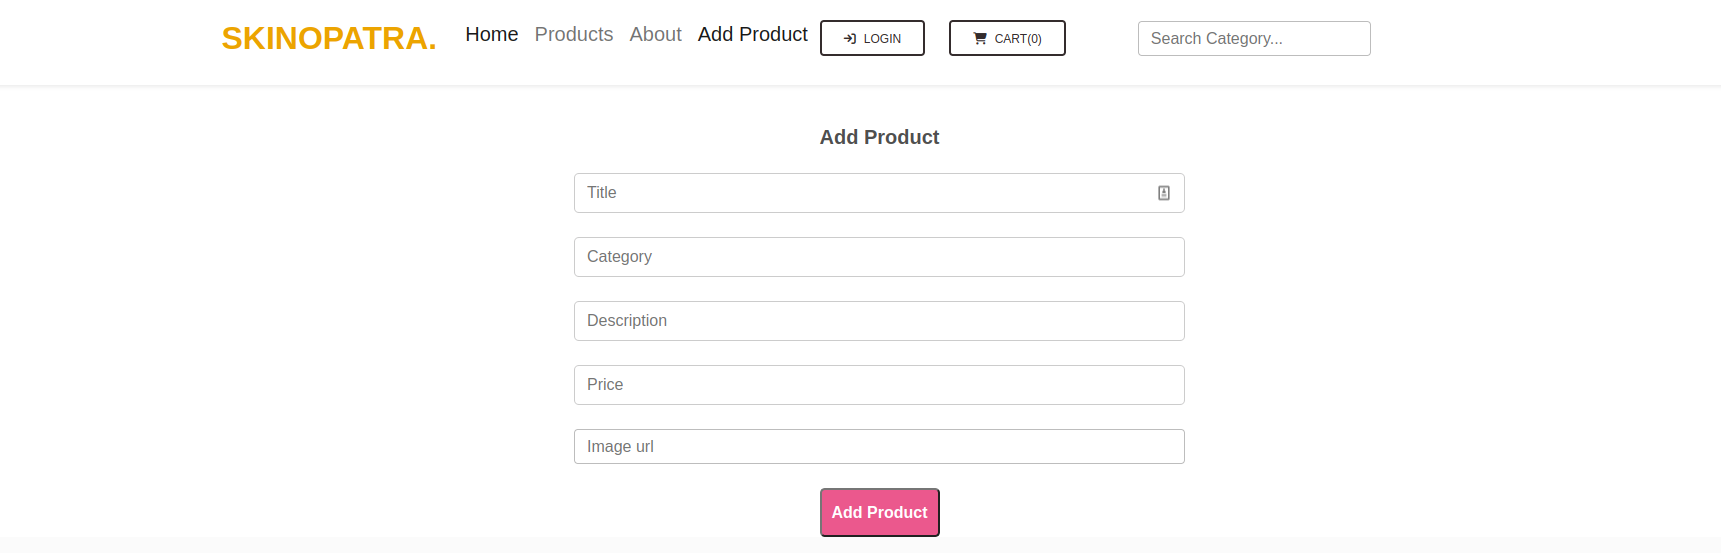 SKINOPATRA. Home Products About Add Product LOGIN CART(0) Search Category...
Add Product
Title
Category
Description
Price
Image url
Add Product